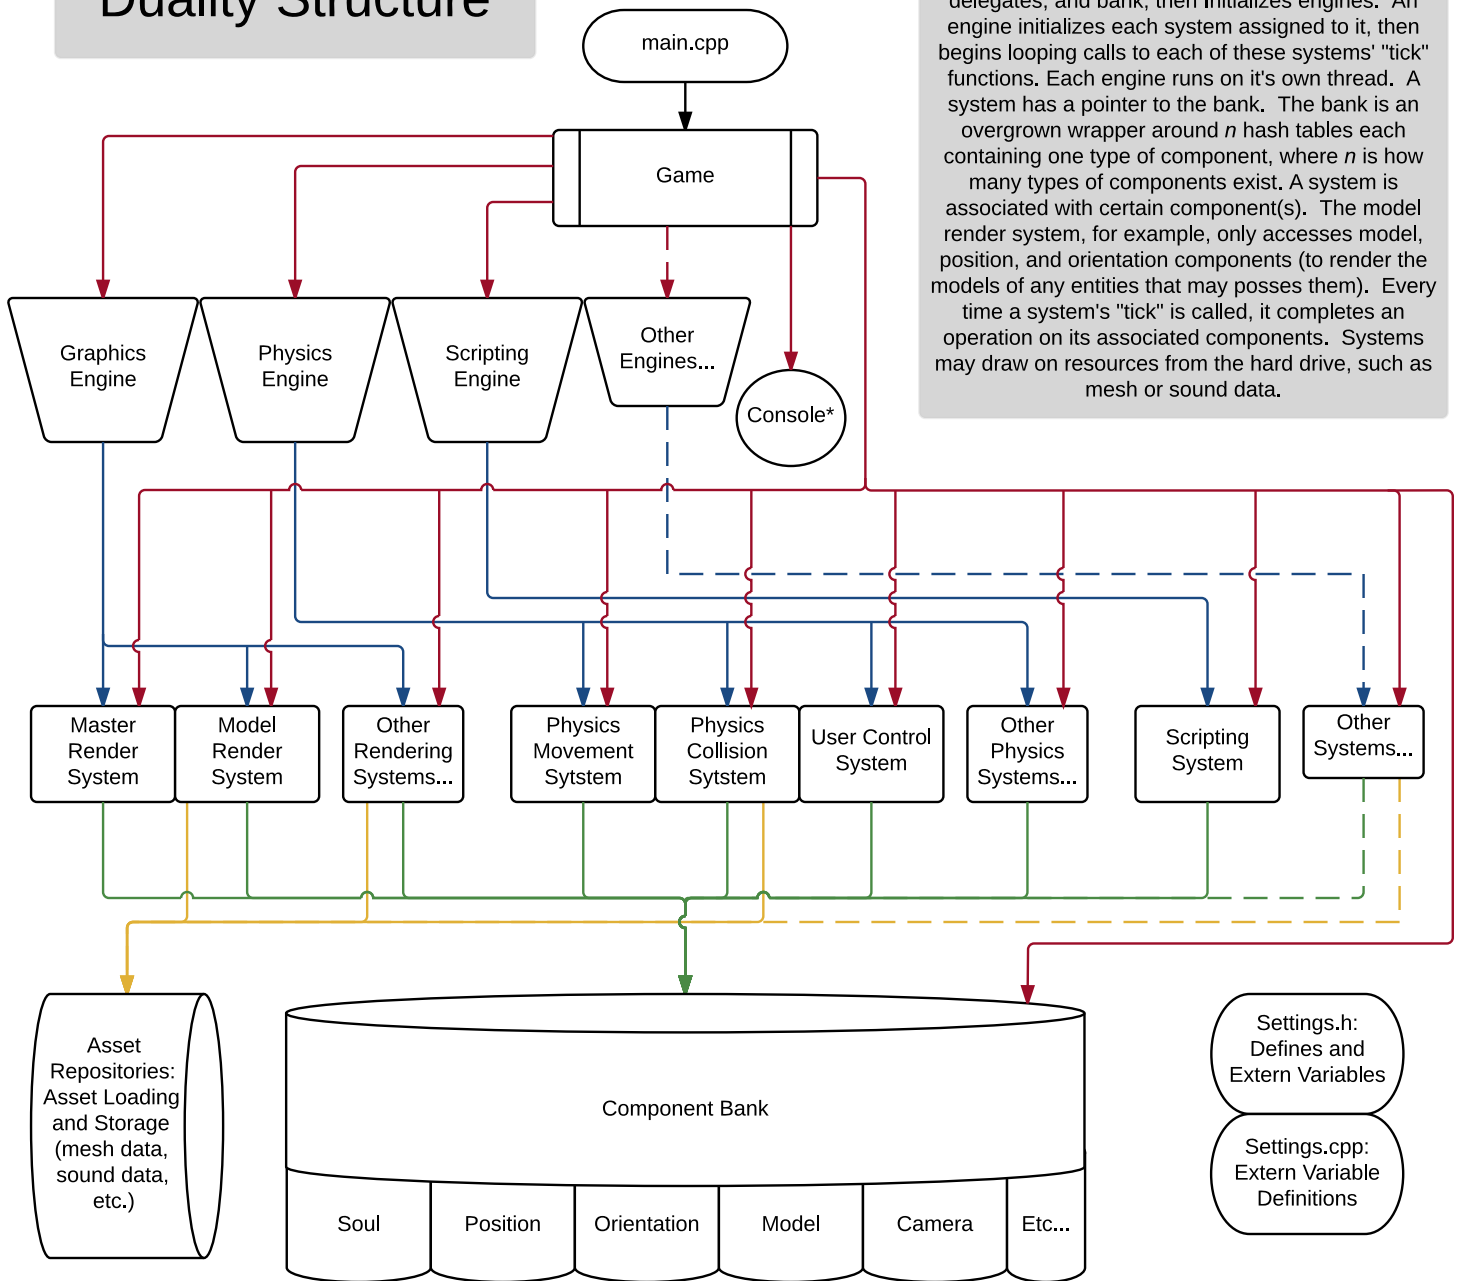 Duality Structure
delegates, and bank, then initializes engines.  An
engine initializes each system assigned to it, then
begins looping calls to each of these systems' "tick"
functions. Each engine runs on it's own thread.  A
system has a pointer to the bank.  The bank is an
overgrown wrapper around n hash tables each
containing one type of component, where n is how
many types of components exist. A system is
associated with certain component(s).  The model
render system, for example, only accesses model,
position, and orientation components (to render the
models of any entities that may posses them).  Every
time a system's "tick" is called, it completes an
operation on its associated components.  Systems
may draw on resources from the hard drive, such as
mesh or sound data.
main.cpp
Game
Graphics
Engine
Physics
Engine
Scripting
Engine
Other
Engines...
Console*
Master
Render
System
Model
Render
System
Other
Rendering
Systems...
Physics
Movement
Sytstem
Physics
Collision
Sytstem
User Control
System
Other
Physics
Systems...
Scripting
System
Other
Systems...
Asset
Repositories:
Asset Loading
and Storage
(mesh data,
sound data,
etc.)
Component Bank
Soul
Position
Orientation
Model
Camera
Etc...
Settings.h:
Defines and
Extern Variables
Settings.cpp:
Extern Variable
Definitions